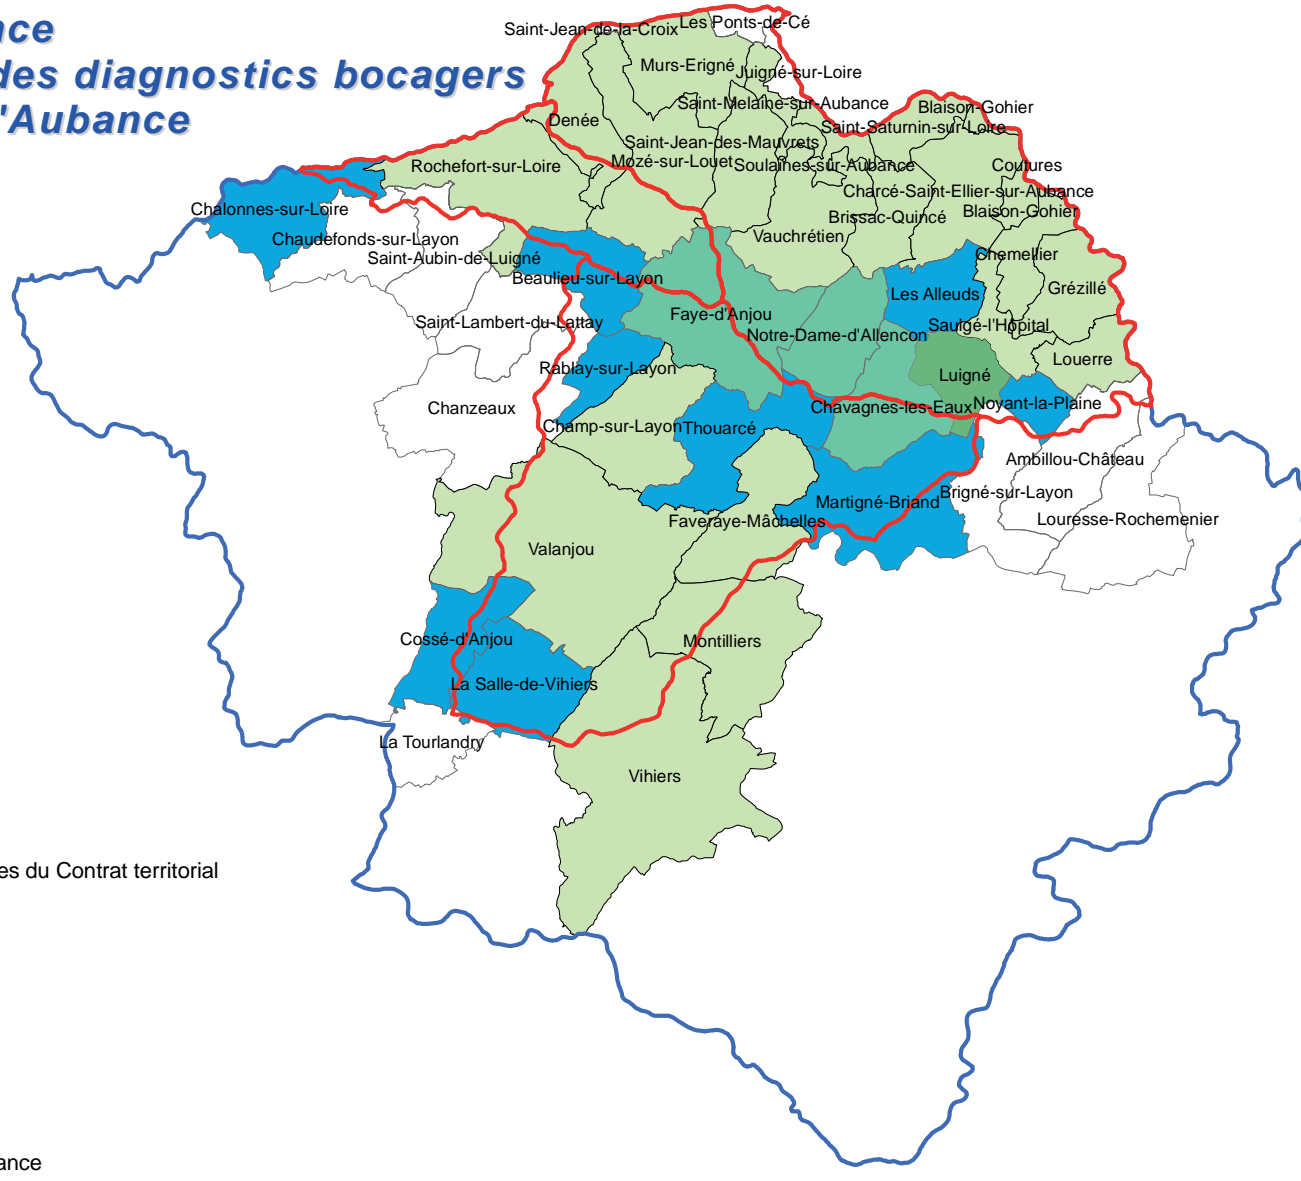 nce
des diagnostics bocagers
'Aubance
Saint-Jean-de-la-Croix
Les Ponts-de-Cé
Murs-Erigné
Juigné-sur-Loire
Saint-Melaine-sur-Aubance
Blaison-Gohier
Denée
Saint-Saturnin-sur-Loire
Saint-Jean-des-Mauvrets
Mozé-sur-Louet
Soulaines-sur-Aubance
Coutures
Rochefort-sur-Loire
Charcé-Saint-Ellier-sur-Aubance
Chalonnes-sur-Loire
Brissac-Quincé
Blaison-Gohier
Chaudefonds-sur-Layon
Vauchrétien
Saint-Aubin-de-Luigné
Chemellier
Beaulieu-sur-Layon
Les Alleuds
Grézillé
Faye-d'Anjou
Saint-Lambert-du-Lattay
Saulgé-l'Hôpital
Notre-Dame-d'Allencon
Louerre
Rablay-sur-Layon
Luigné
Chanzeaux
Chavagnes-les-Eaux
Noyant-la-Plaine
Champ-sur-Layon
Thouarcé
Ambillou-Château
Martigné-Briand
Brigné-sur-Layon
Faveraye-Mâchelles
Louresse-Rochemenier
Valanjou
Cossé-d'Anjou
Montilliers
La Salle-de-Vihiers
La Tourlandry
Vihiers
es du Contrat territorial
ance